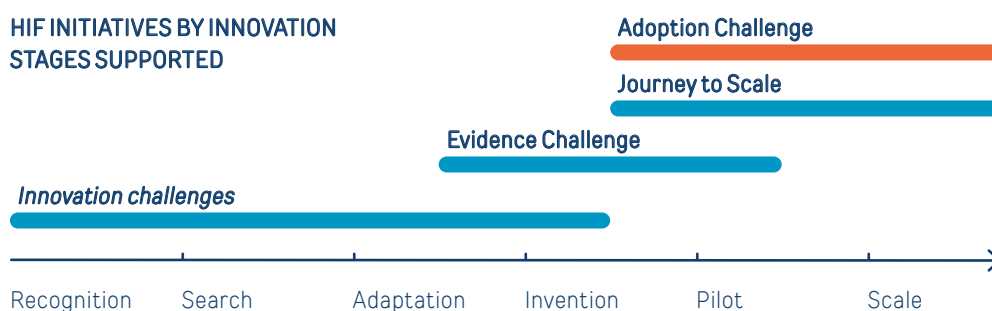 HIF INITIATIVES BY INNOVATION
STAGES SUPPORTED
Adoption Challenge
Journey to Scale
Evidence Challenge
Innovation challenges
Recognition
Search
Adaptation
Invention
Pilot
Scale